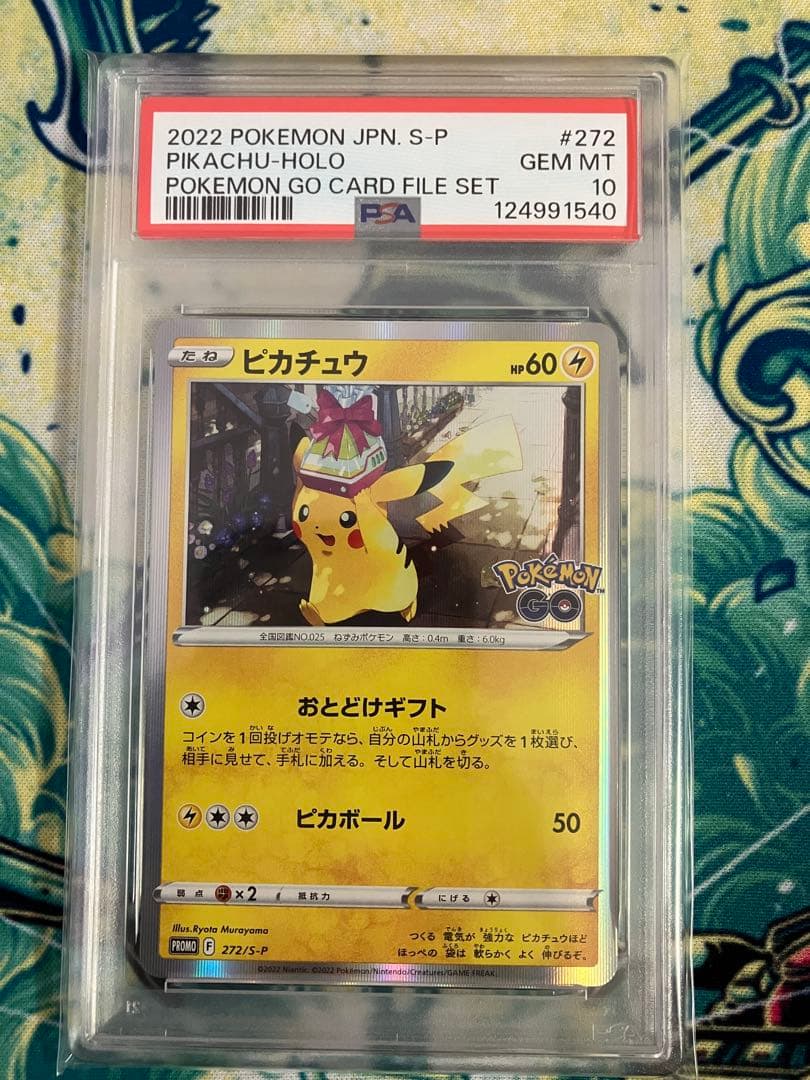 2022 POKEMON JPN. S-P #272
PIKACHU-HOLO GEM MT
POKEMON GO CARD FILE SET 10
PSA 124991540
たね ピカチュウ HP60
Pokémon GO
全国図鑑NO.025 ねずみポケモン 高さ:0.4m 重さ:6.0kg
おとどけギフト
コインを1回投げオモテなら、自分の山札からグッズを1枚選び、
相手に見せて、手札に加える。そして山札を切る。
ピカボール 50
弱点 ×2 抵抗力 にげる
Illus.Ryota Murayama
つくる 電気が 強力な ピカチュウほど
PROMO F 272/S-P
ほっぺの 袋は 軟らかく よく 伸びるぞ。
©2022 Niantic. ©2022 Pokémon/Nintendo/Creatures/GAME FREAK.